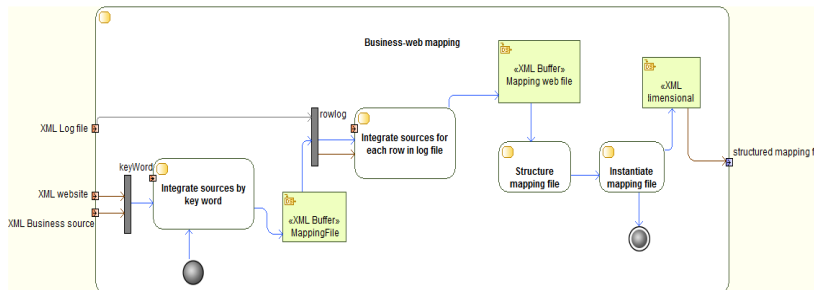 Business-web mapping
«XML Buffer»
Mapping web file
«XML
limensional
XML Log file
rowlog
Integrate sources for
each row in log file
structured mapping f
keyWord
Integrate sources by
key word
Structure
mapping file
Instantiate
mapping file
XML website
XML Business source
«XML Buffer»
MappingFile